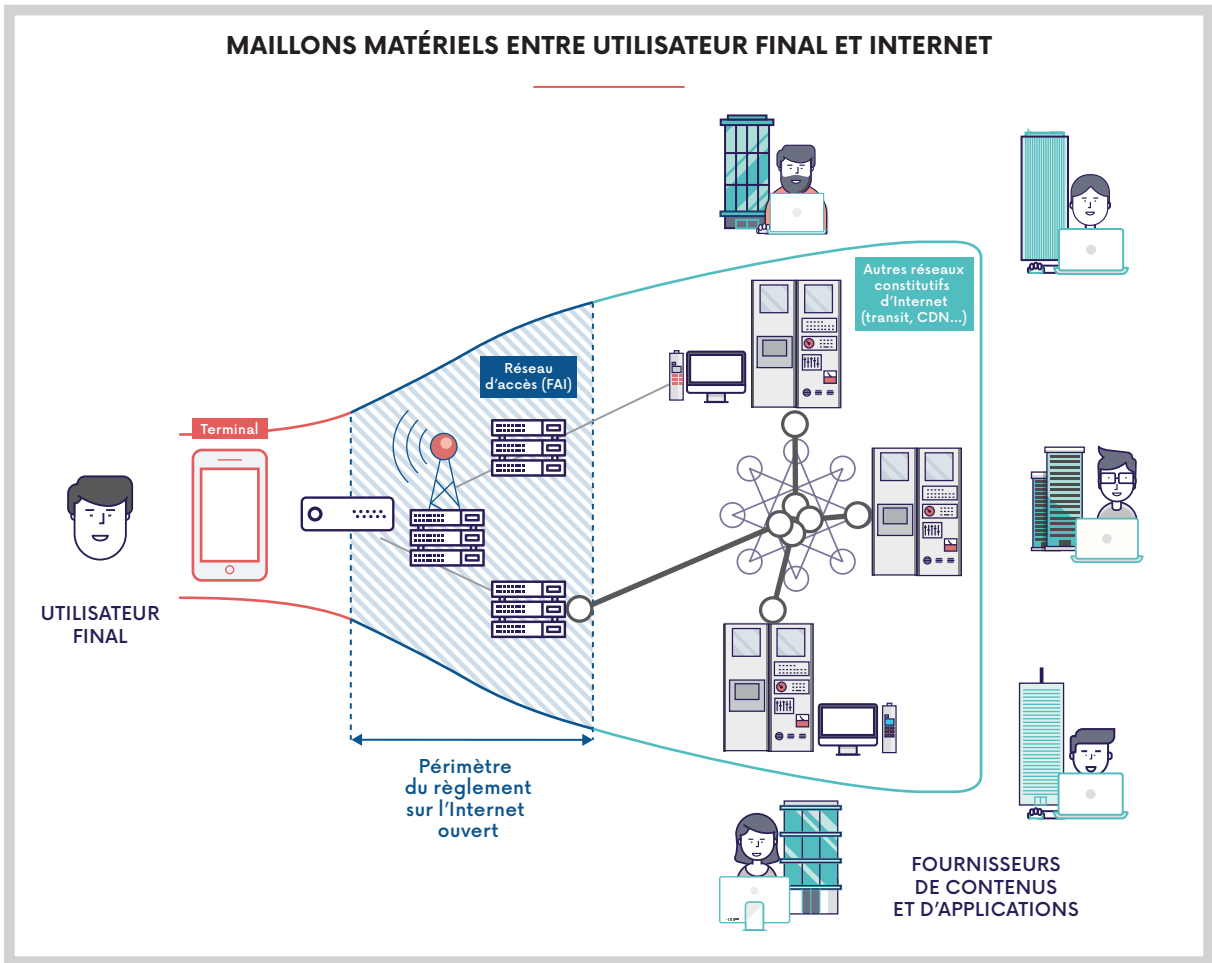 MAILLONS MATÉRIELS ENTRE UTILISATEUR FINAL ET INTERNET
Autres réseaux
constitutifs
d’Internet
(transit, CDN...)
Réseau
d’accès (FAI)
Terminal
UTILISATEUR
FINAL
Périmètre
du règlement
sur l’Internet
ouvert
FOURNISSEURS
DE CONTENUS
ET D’APPLICATIONS